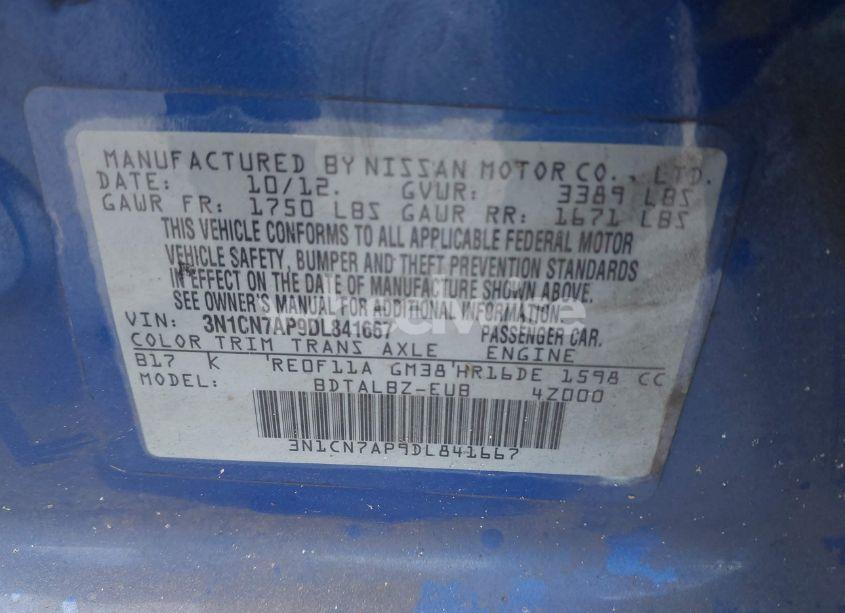 MANUFACTURED BY NISSAN MOTOR CO., LTD.
DATE: 10/12. GVWR: 3389 LBS
GAWR FR: 1750 LBS GAWR RR: 1671 LBS
THIS VEHICLE CONFORMS TO ALL APPLICABLE FEDERAL MOTOR
VEHICLE SAFETY, BUMPER AND THEFT PREVENTION STANDARDS
IN EFFECT ON THE DATE OF MANUFACTURE SHOWN ABOVE.
SEE OWNER'S MANUAL FOR ADDITIONAL INFORMATION.
VIN: 3N1CN7AP9DL841667 PASSENGER CAR.
COLOR TRIM TRANS AXLE ENGINE
B17 K 'RE0F11A GM38'HR16DE 1598 CC
MODEL: BDTALBZ-EUB 4Z000
3N1CN7AP9DL841667